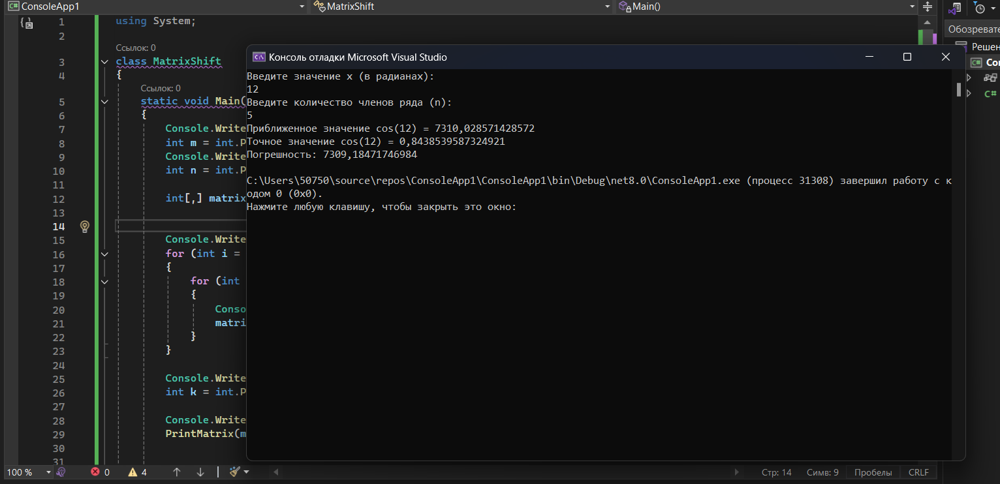 ConsoleApp1 MatrixShift Main()
1 using System;
2
Ссылок: 0
3 class MatrixShift
4 {
Ссылок: 0
5 static void Main(
6 {
7 Console.Write
8 int m = int.P
9 Console.Write
10 int n = int.P
11
12 int[,] matrix
13
14
15 Console.Write
16 for (int i =
17 {
18 for (int
19 {
20 Conso
21 matri
22 }
23 }
24
25 Console.Write
26 int k = int.P
27
28 Console.Write
29 PrintMatrix(m
30
31
Консоль отладки Microsoft Visual Studio
Введите значение x (в радианах):
12
Введите количество членов ряда (n):
5
Приближенное значение cos(12) = 7310,028571428572
Точное значение cos(12) = 0,8438539587324921
Погрешность: 7309,18471746984
C:\Users\50750\source\repos\ConsoleApp1\ConsoleApp1\bin\Debug\net8.0\ConsoleApp1.exe (процесс 31308) завершил работу с к
одом 0 (0x0).
Нажмите любую клавишу, чтобы закрыть это окно:
Обозревате
Решен
Con
C#
100 % 0 4 Стр: 14 Симв: 9 Пробелы CRLF